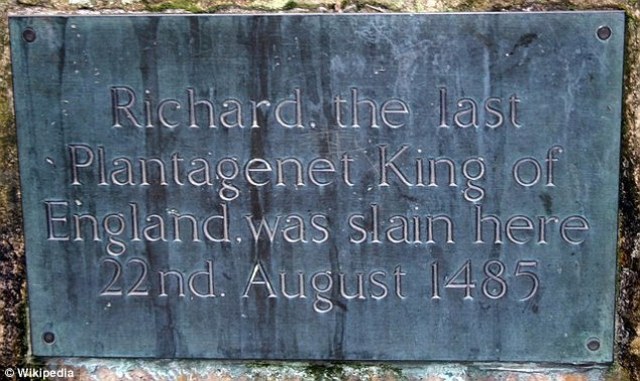 Richard, the last
Plantagenet King of
England, was slain here
22nd. August 1485
© Wikipedia